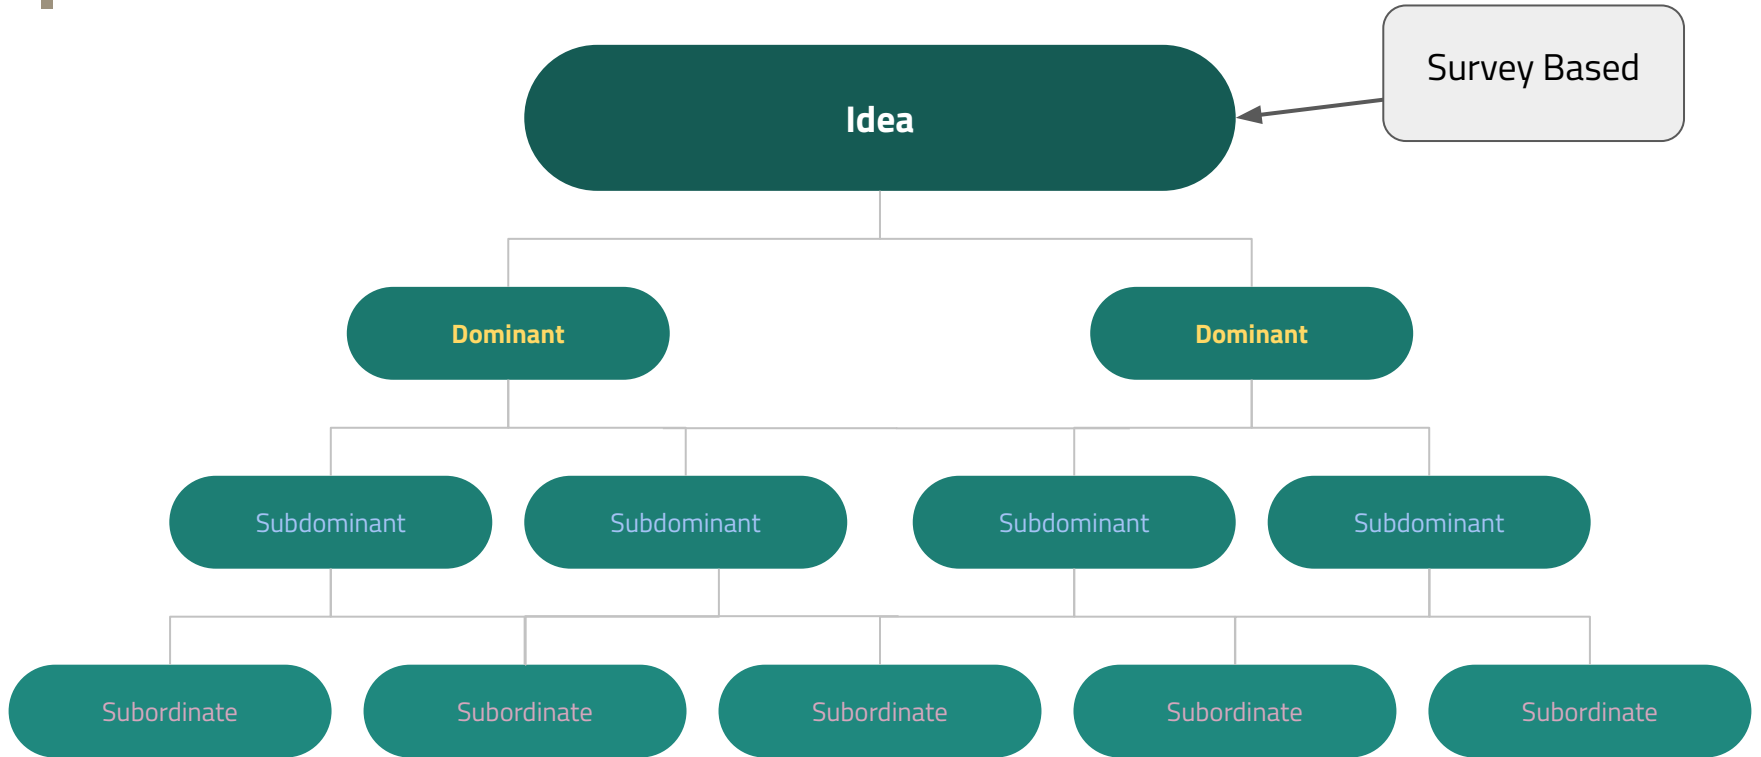 Survey Based
Idea
Dominant
Dominant
Subdominant
Subdominant
Subdominant
Subdominant
Subordinate
Subordinate
Subordinate
Subordinate
Subordinate